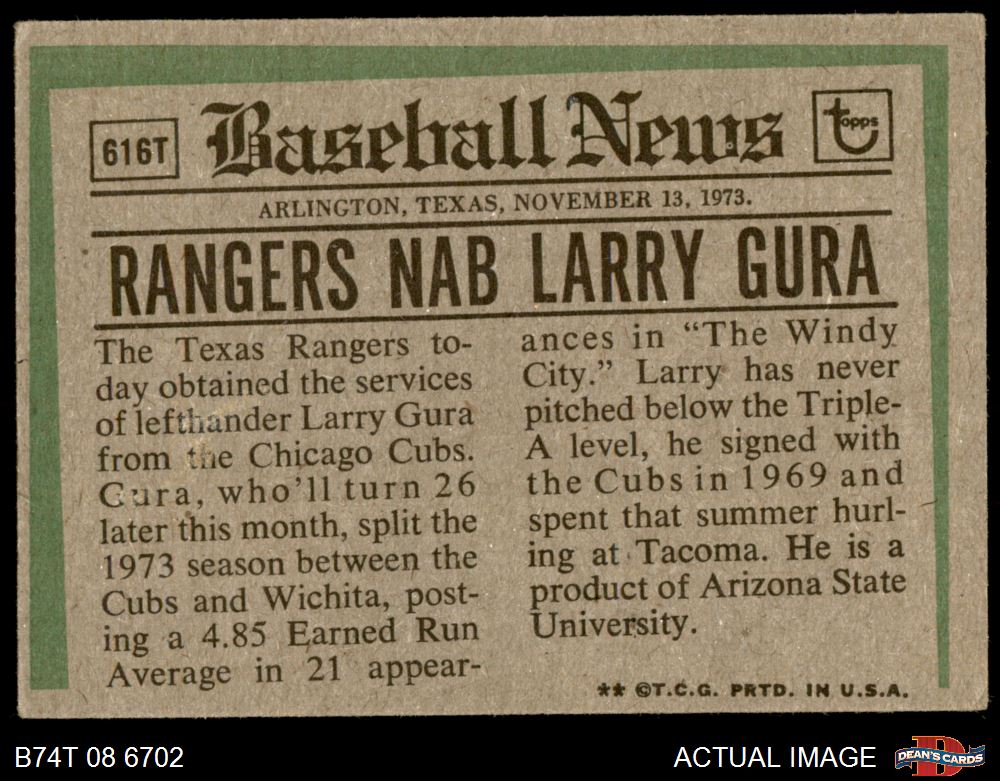 616T
Baseball News
topps
ARLINGTON, TEXAS, NOVEMBER 13, 1973.
RANGERS NAB LARRY GURA
The Texas Rangers to-
day obtained the services
of lefthander Larry Gura
from the Chicago Cubs.
Gura, who'll turn 26
later this month, split the
1973 season between the
Cubs and Wichita, post-
ing a 4.85 Earned Run
Average in 21 appear-
ances in "The Windy
City." Larry has never
pitched below the Triple-
A level, he signed with
the Cubs in 1969 and
spent that summer hurl-
ing at Tacoma. He is a
product of Arizona State
University.
** ©T.C.G. PRTD. IN U.S.A.
B74T 08 6702
ACTUAL IMAGE
D
DEAN'S CARDS